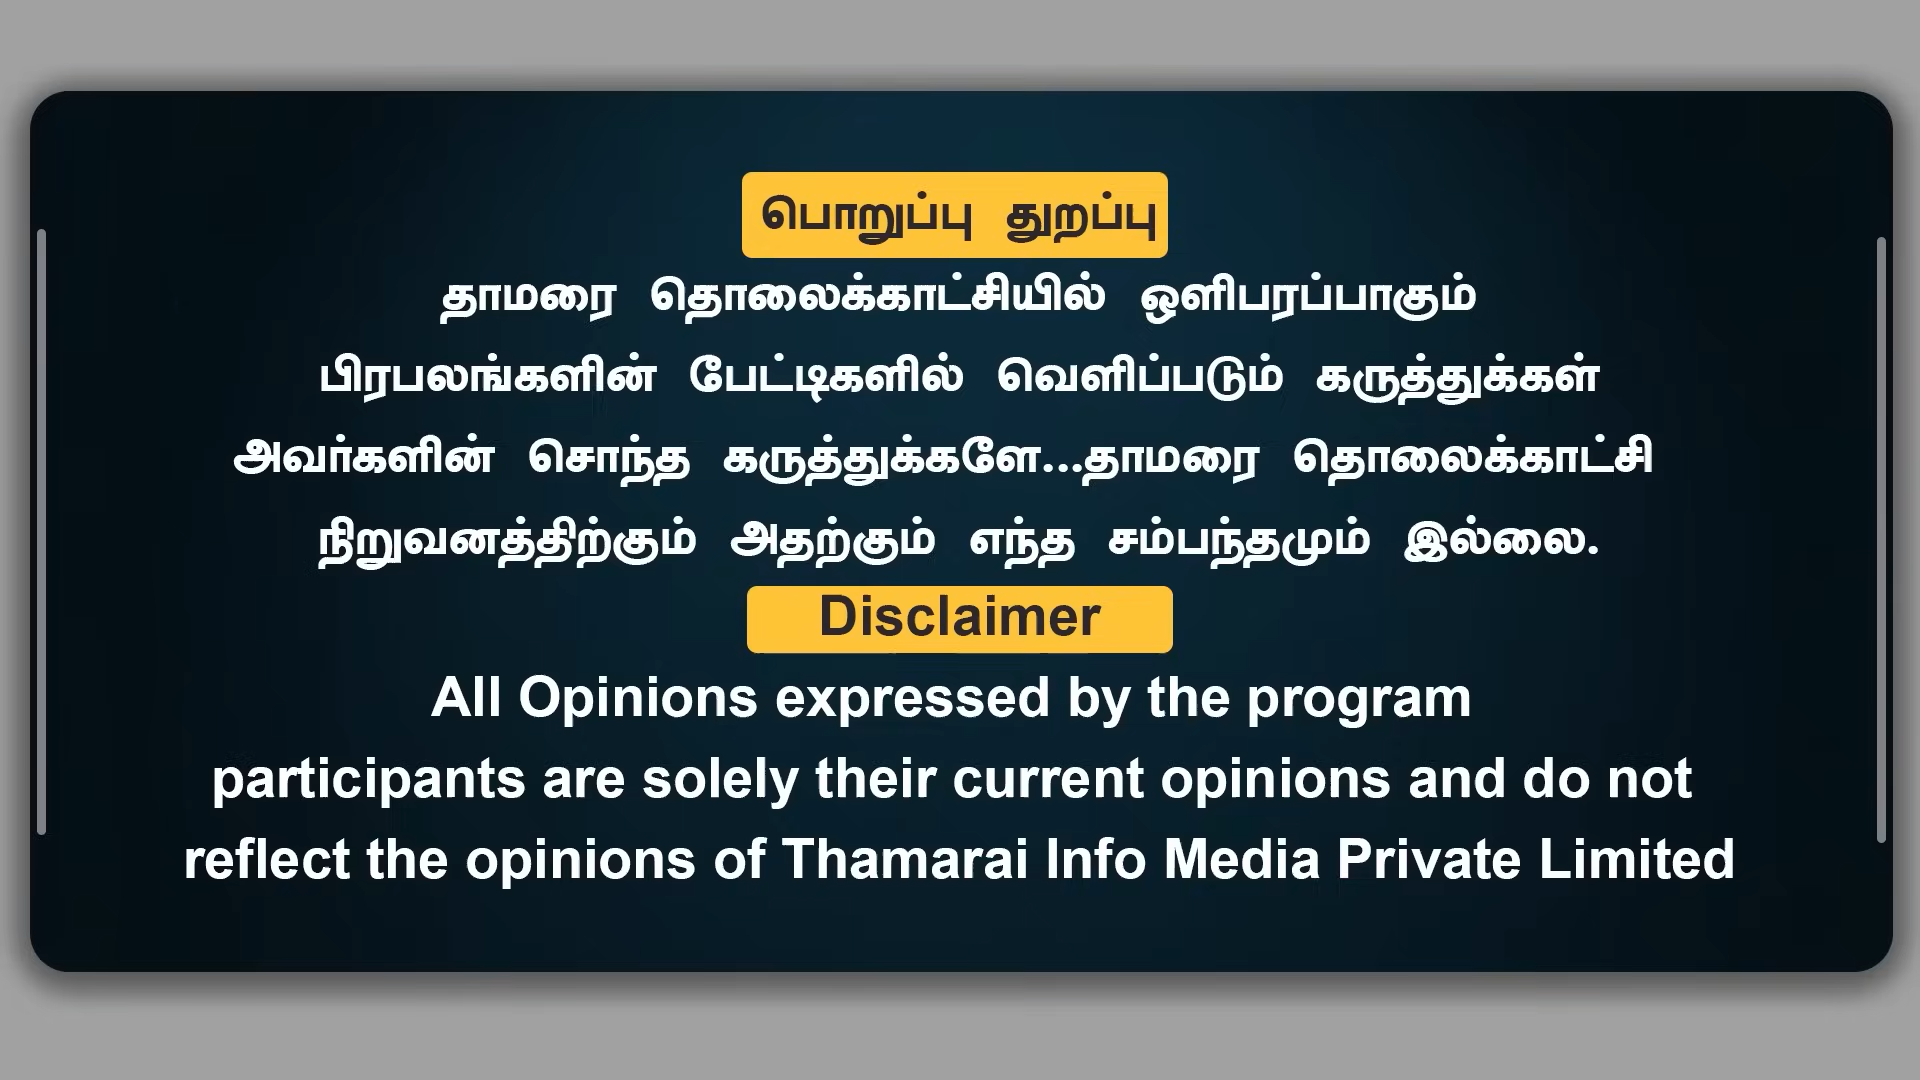 பொறுப்பு துறப்பு
தாமரை தொலைக்காட்சியில் ஒளிபரப்பாகும்
பிரபலங்களின் பேட்டிகளில் வெளிப்படும் கருத்துக்கள்
அவர்களின் சொந்த கருத்துக்களே...தாமரை தொலைக்காட்சி
நிறுவனத்திற்கும் அதற்கும் எந்த சம்பந்தமும் இல்லை.
Disclaimer
All Opinions expressed by the program
participants are solely their current opinions and do not
reflect the opinions of Thamarai Info Media Private Limited